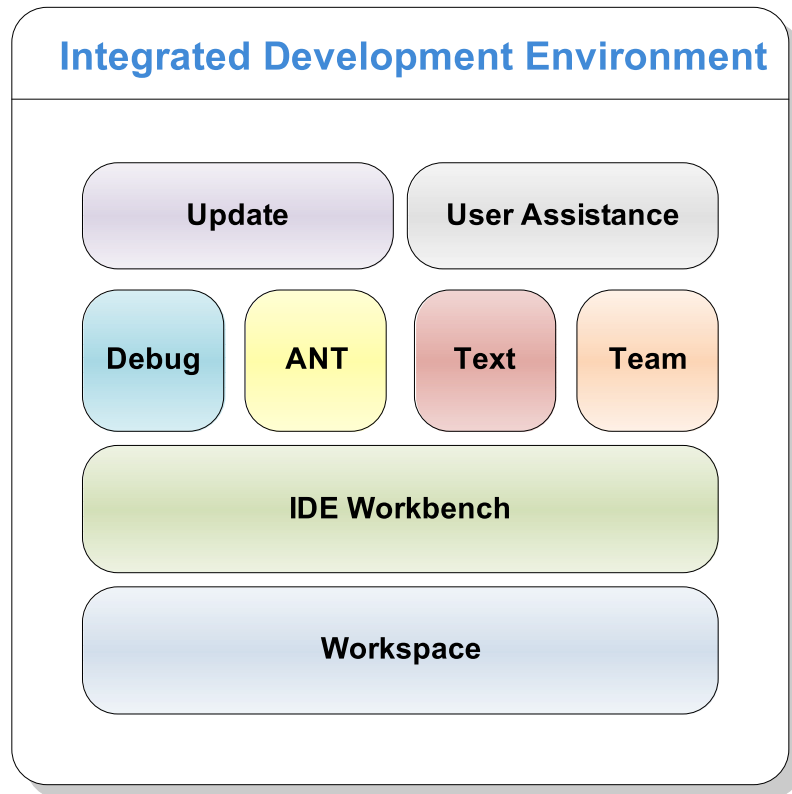 Integrated Development Environment
Update
User Assistance
Debug
ANT
Text
Team
IDE Workbench
Workspace